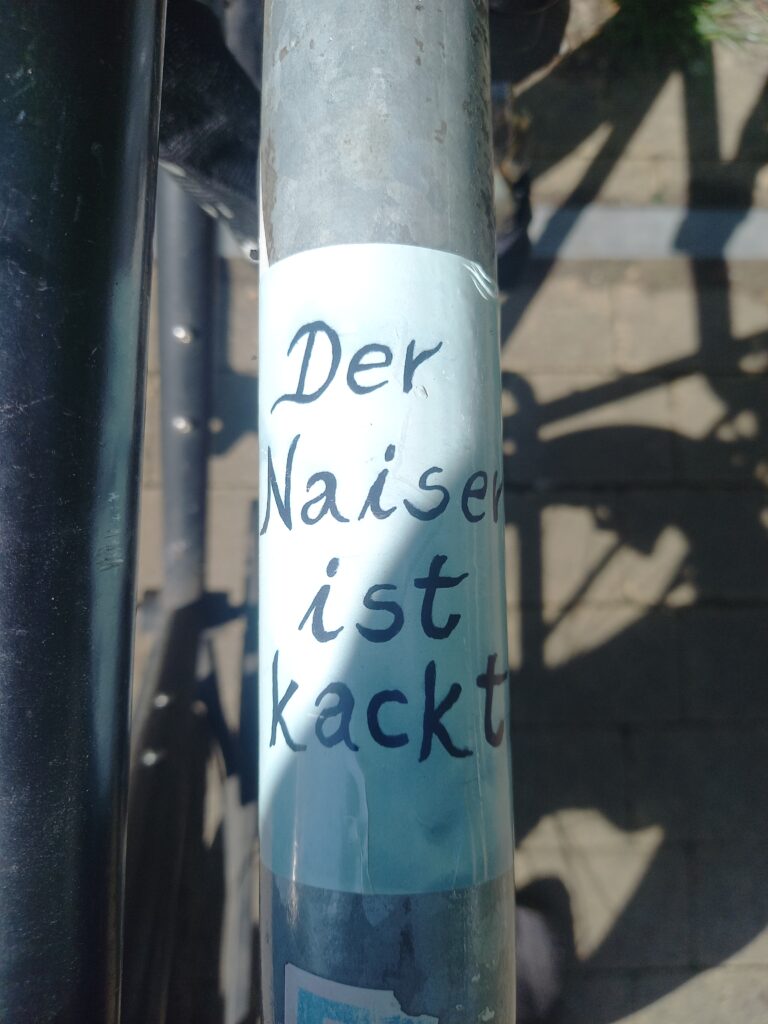 Der
Naiser
ist
kackt